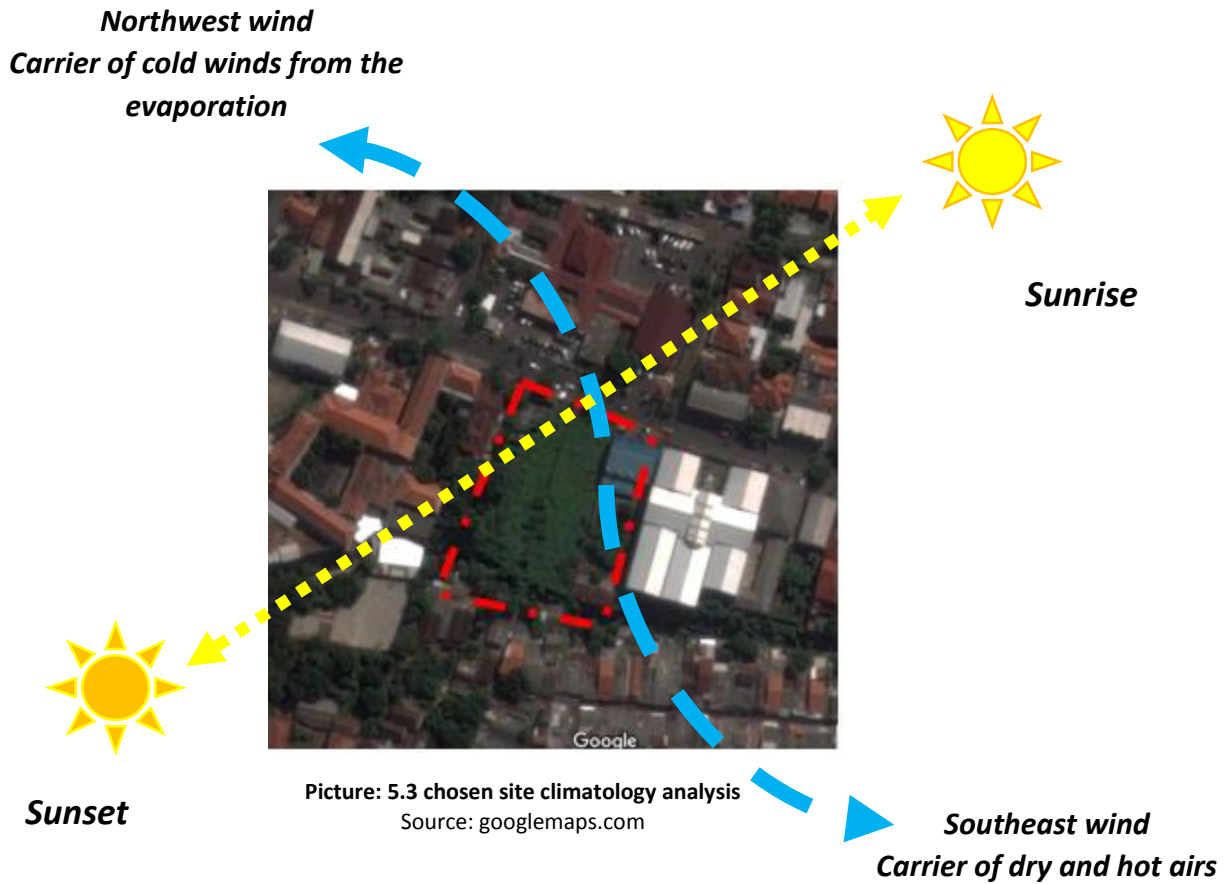 Northwest wind
Carrier of cold winds from the
evaporation
Sunrise
Google
Sunset
Picture: 5.3 chosen site climatology analysis
Source: googlemaps.com
Southeast wind
Carrier of dry and hot airs